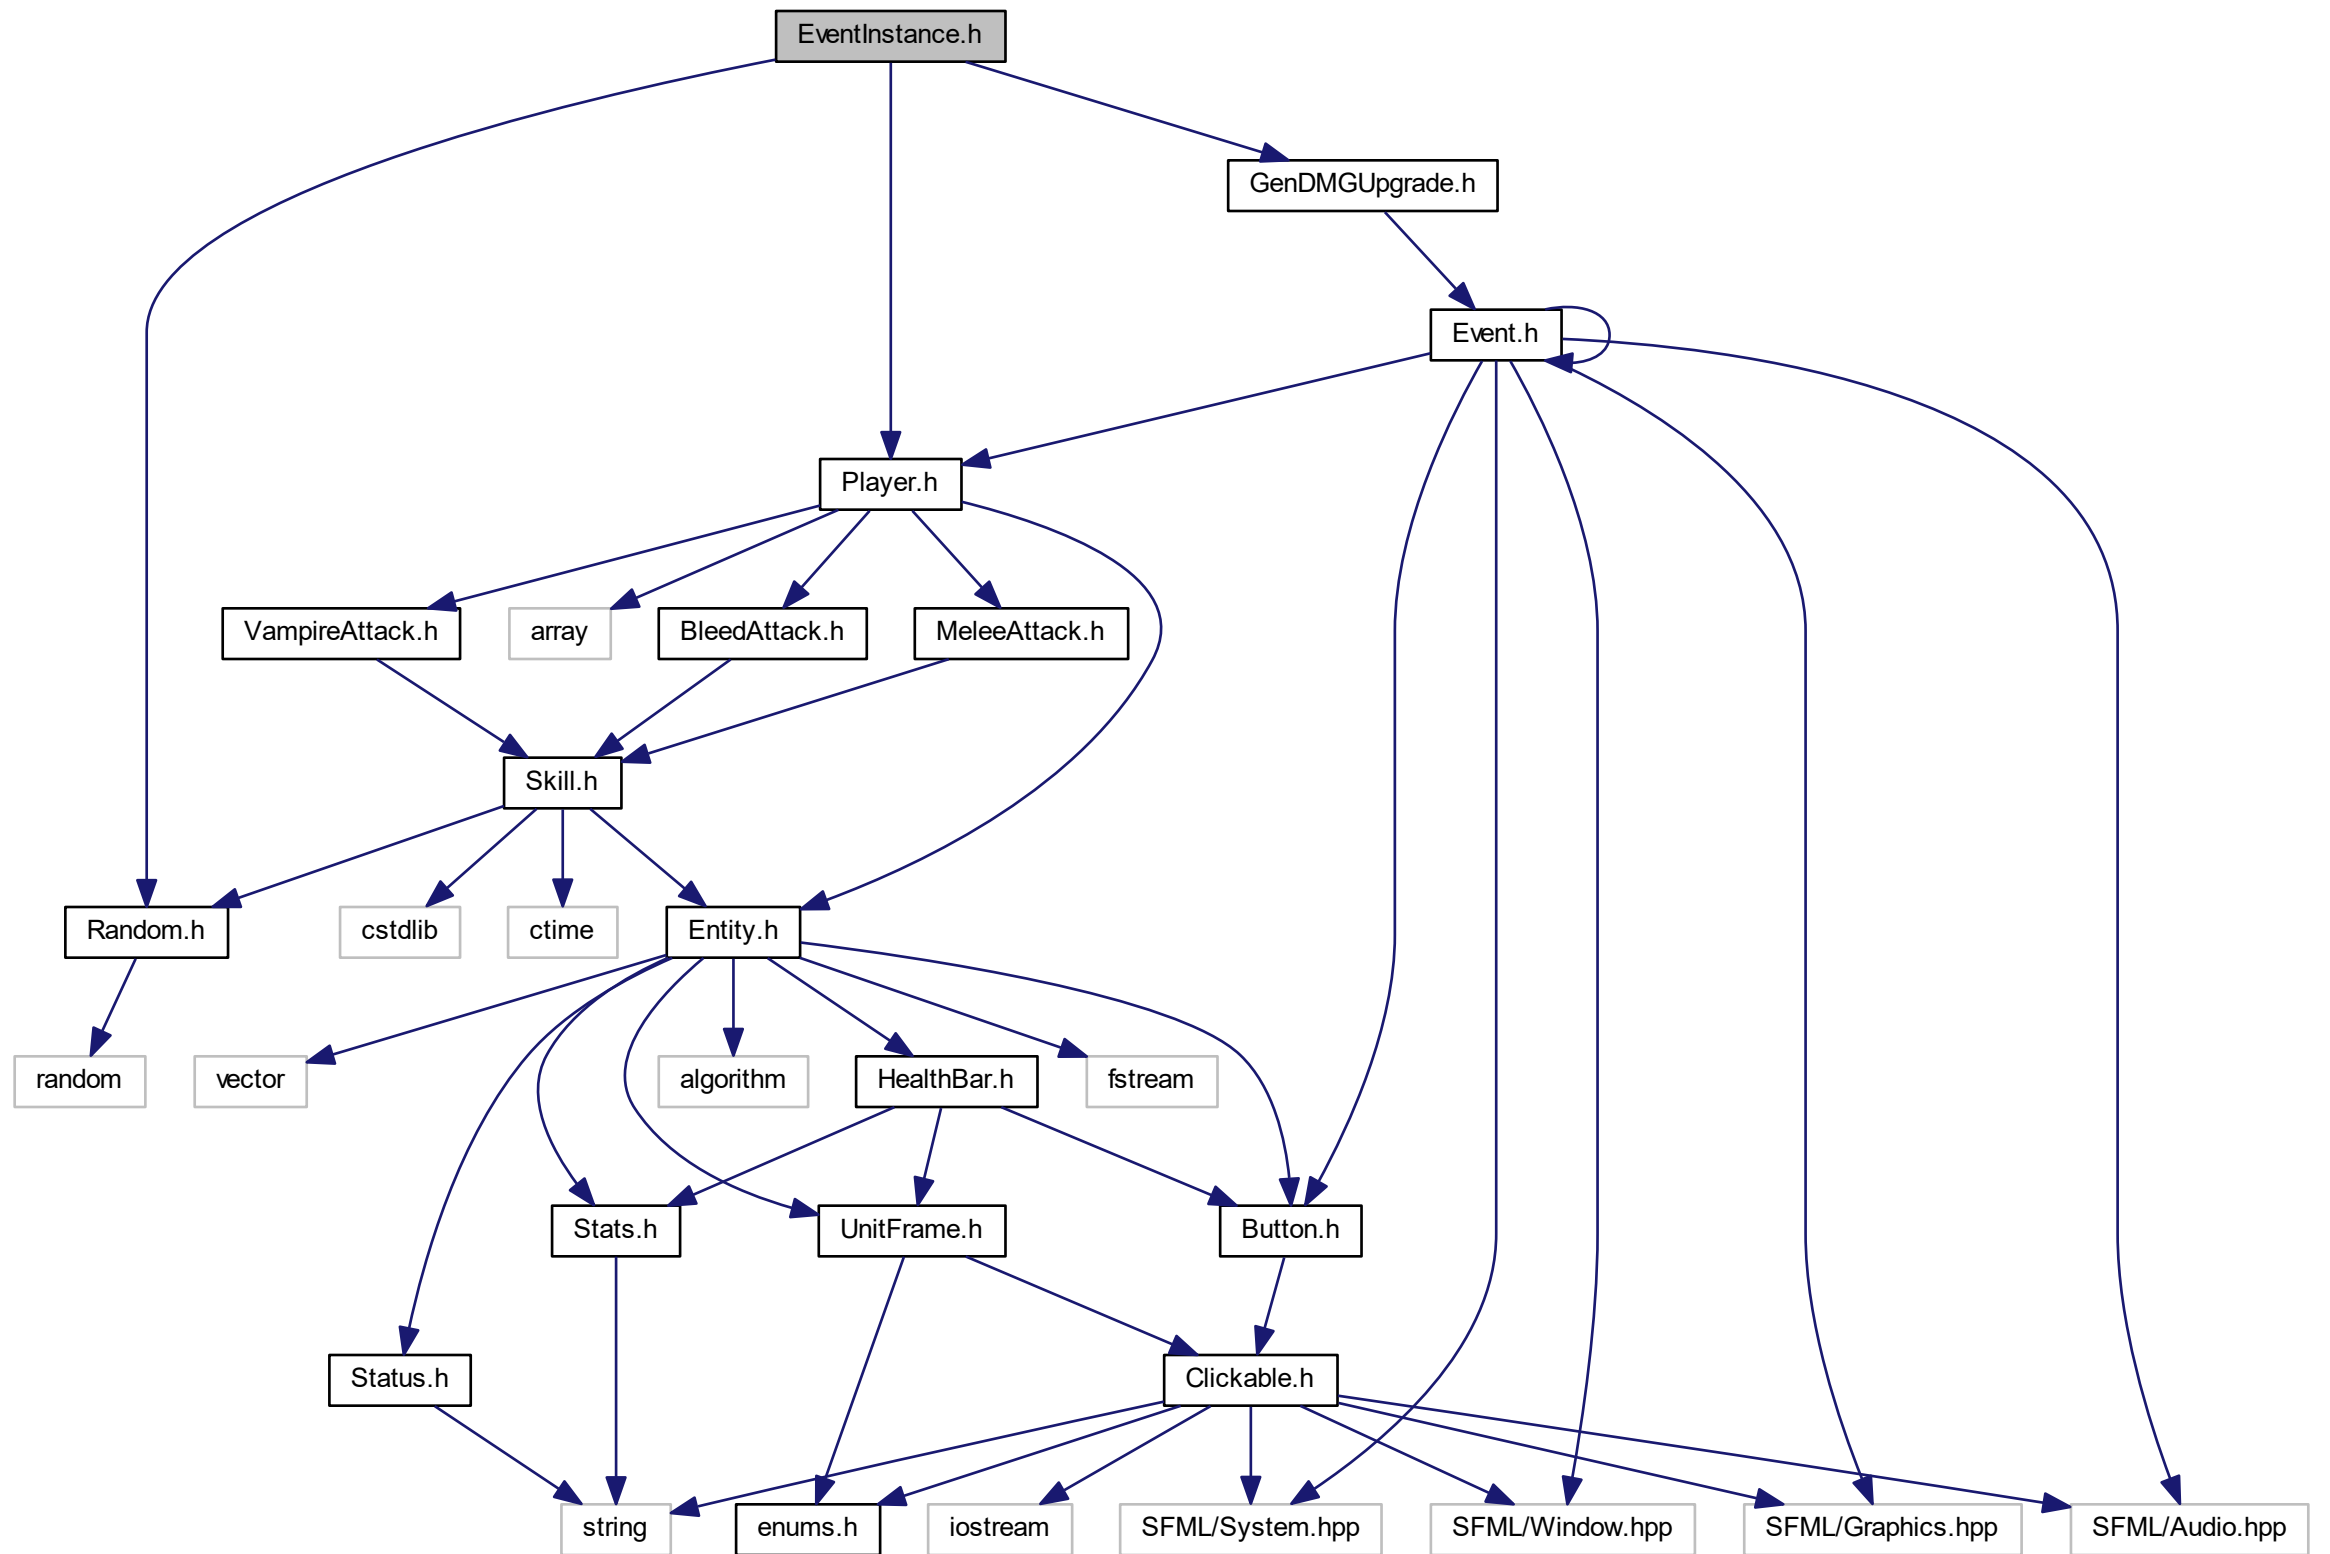 EventInstance.h
GenDMGUpgrade.h
Event.h
Player.h
VampireAttack.h
array
BleedAttack.h
MeleeAttack.h
Skill.h
Random.h
cstdlib
ctime
Entity.h
random
vector
algorithm
HealthBar.h
fstream
Stats.h
UnitFrame.h
Button.h
Status.h
Clickable.h
string
enums.h
iostream
SFML/System.hpp
SFML/Window.hpp
SFML/Graphics.hpp
SFML/Audio.hpp